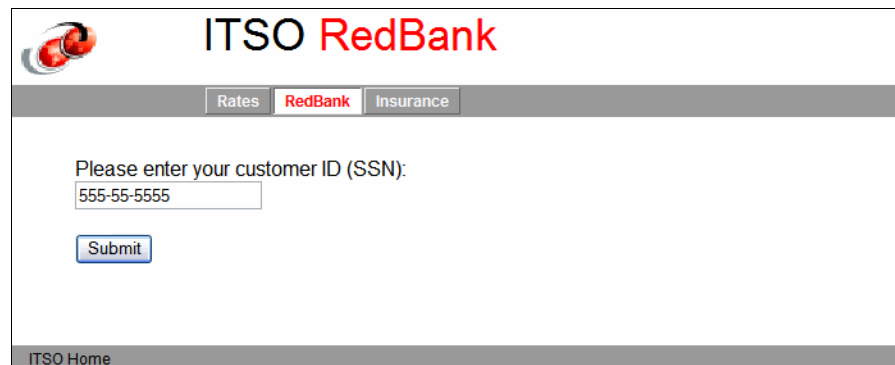 ITSO RedBank
Rates RedBank Insurance
Please enter your customer ID (SSN):
555-55-5555
Submit
ITSO Home